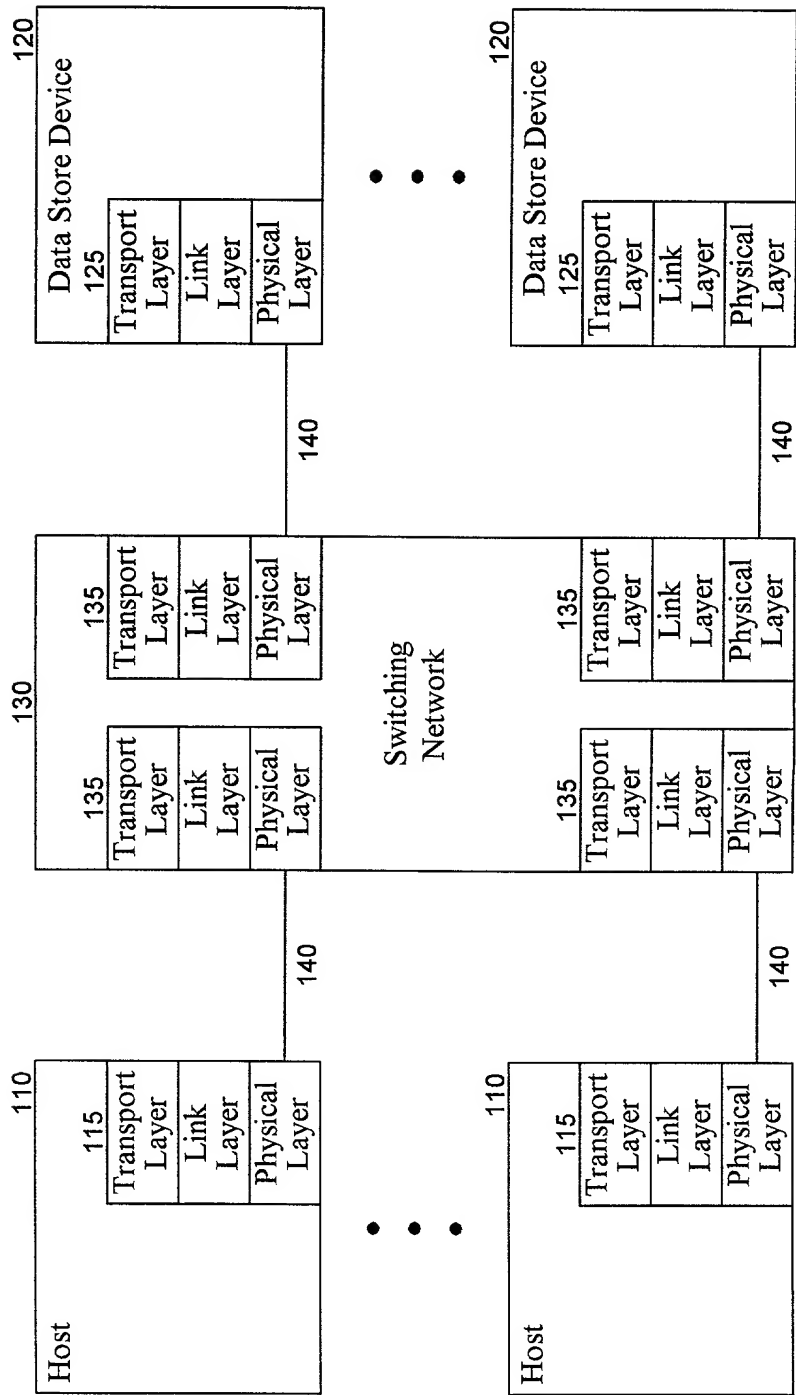 110
Host
115
Transport
Layer
Link
Layer
Physical
Layer
140
130
135
Transport
Layer
Link
Layer
Physical
Layer
135
Transport
Layer
Link
Layer
Physical
Layer
140
120
Data Store Device
125
Transport
Layer
Link
Layer
Physical
Layer
Switching
Network
110
Host
115
Transport
Layer
Link
Layer
Physical
Layer
140
135
Transport
Layer
Link
Layer
Physical
Layer
135
Transport
Layer
Link
Layer
Physical
Layer
140
120
Data Store Device
125
Transport
Layer
Link
Layer
Physical
Layer